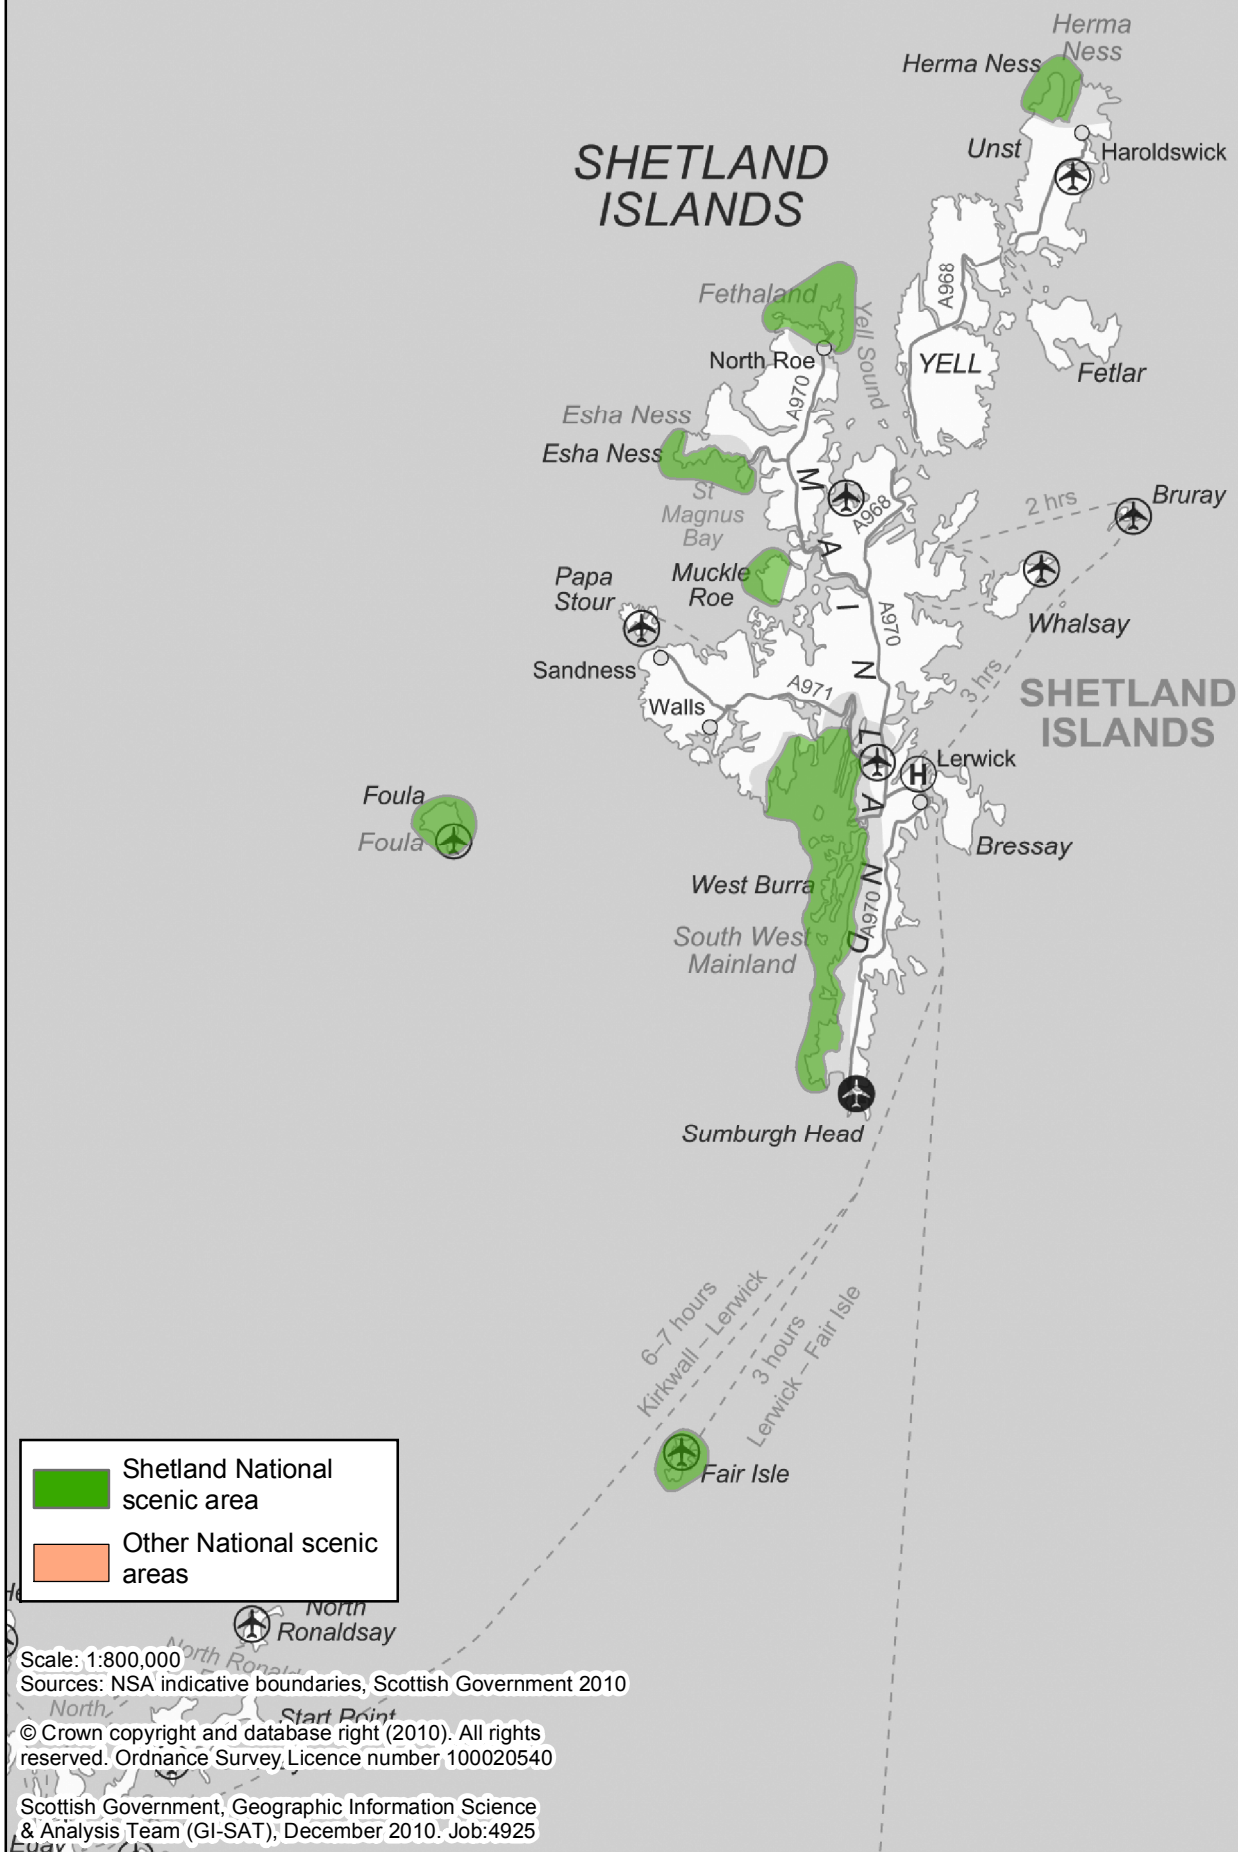 Herma
Ness
Herma Ness
Unst
Haroldswick
SHETLAND
ISLANDS
Fethaland
Yell Sound
A968
North Roe
YELL
Fetlar
A970
Esha Ness
Esha Ness
St
Magnus
Bay
M
A968
2 hrs
Bruray
A
Muckle
Roe
Papa
Stour
I
A970
Whalsay
Sandness
N
3 hrs
SHETLAND
ISLANDS
A971
Walls
L
H
Lerwick
A
Bressay
Foula
Foula
West Burra
N
A970
South West
Mainland
D
Sumburgh Head
6–7 hours
Kirkwall – Lerwick
3 hours
Lerwick – Fair Isle
Fair Isle
Shetland National
scenic area
Other National scenic
areas
North
Ronaldsay
Scale: 1:800,000
Sources: NSA indicative boundaries, Scottish Government 2010
North
Start Point
© Crown copyright and database right (2010). All rights
reserved. Ordnance Survey Licence number 100020540
Scottish Government, Geographic Information Science
& Analysis Team (GI-SAT), December 2010. Job:4925